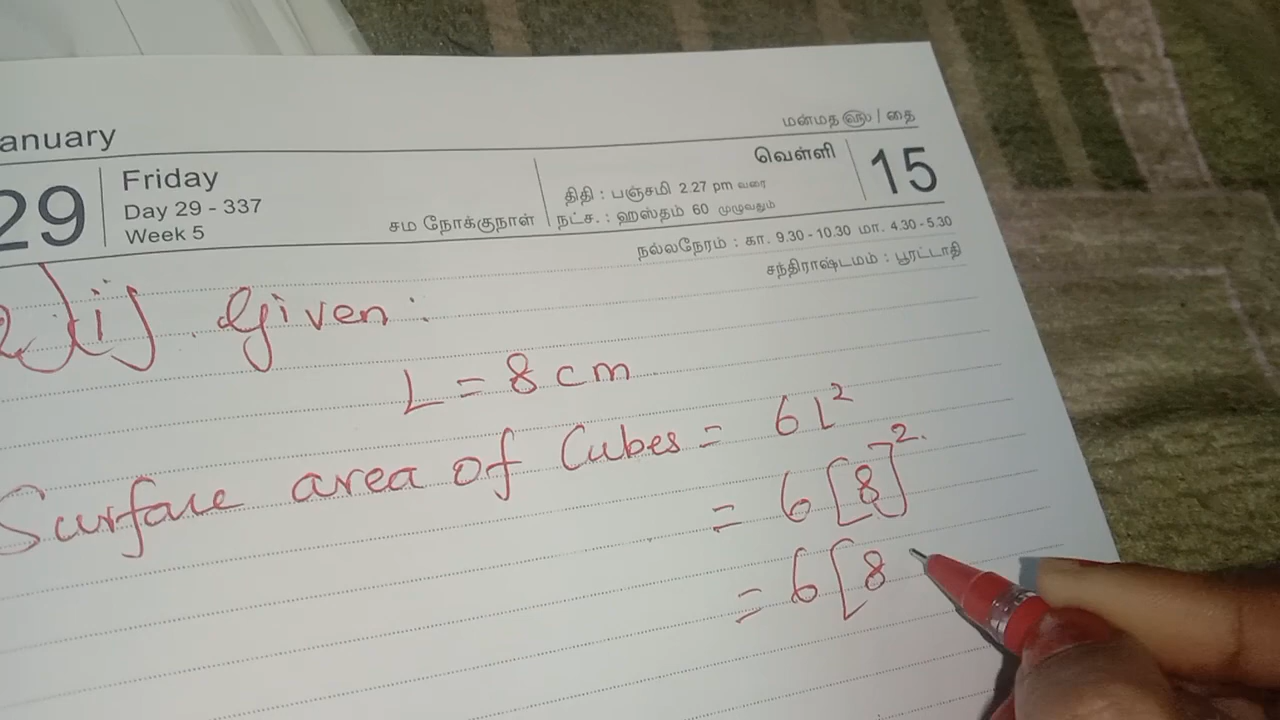 anuary
மன்மத ௵ / தை
29
Friday
Day 29 - 337
Week 5
சம நோக்குநாள்
திதி : பஞ்சமி 2.27 pm வரை
நட்ச. : ஹஸ்தம் 60 முழுவதும்
வெள்ளி
15
நல்லநேரம் : கா. 9.30 - 10.30 மா. 4.30 - 5.30
சந்திராஷ்டமம் : பூரட்டாதி
i) Given :
L = 8 cm
Surface area of Cubes = 6 l²
= 6 [8]².
= 6 [8